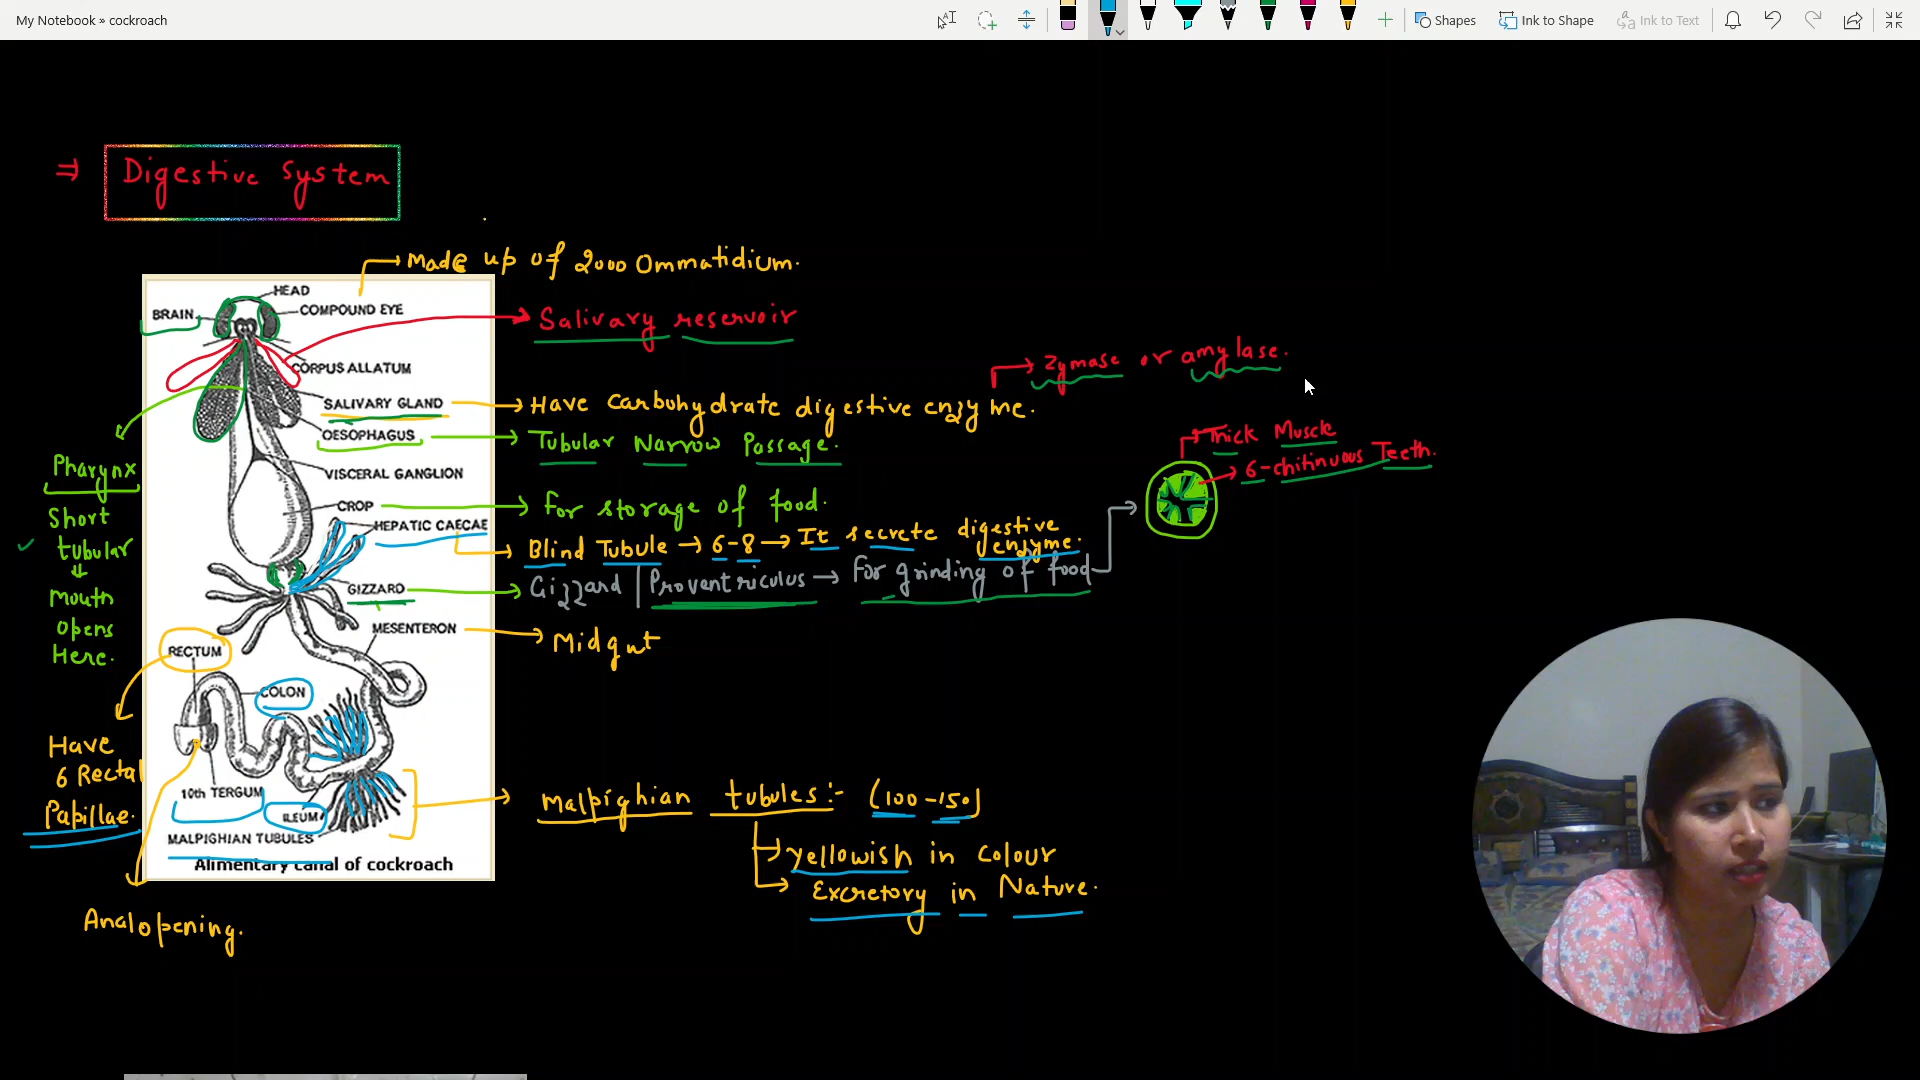 My Notebook » cockroach
Shapes
Ink to Shape
Ink to Text
⇒ Digestive System
Made up of 2000 Ommatidium.
HEAD
COMPOUND EYE
BRAIN
Salivary reservoir
CORPUS ALLATUM
Zymase or amylase.
SALIVARY GLAND
Have carbohydrate digestive enzyme.
OESOPHAGUS
Tubular Narrow Passage.
Thick Muscle
6-chitinuous Teeth.
VISCERAL GANGLION
Pharynx
Short
tubular
↓
Mouth
opens
Here.
CROP
For storage of food.
HEPATIC CAECAE
Blind Tubule → 6-8 → It secrete digestive
enzyme.
GIZZARD
Gizzard | Proventriculus → For grinding of food
MESENTERON
Midgut
RECTUM
COLON
Have
6 Rectal
Papillae.
10th TERGUM
ILEUM
MALPIGHIAN TUBULES
Malpighian tubules:- (100-150)
yellowish in colour
Excretory in Nature.
Alimentary canal of cockroach
Anal opening.